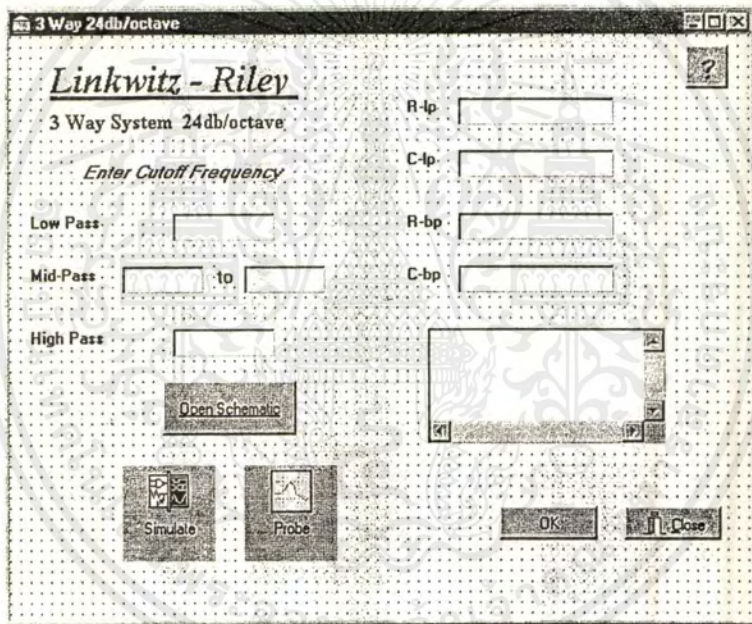 3 Way 24db/octave
?
Linkwitz - Riley
3 Way System 24db/octave
Enter Cutoff Frequency
Low Pass
Mid-Pass
to
High Pass
Open Schematic
Simulate
Probe
R-lp
C-lp
R-bp
C-bp
OK
Close